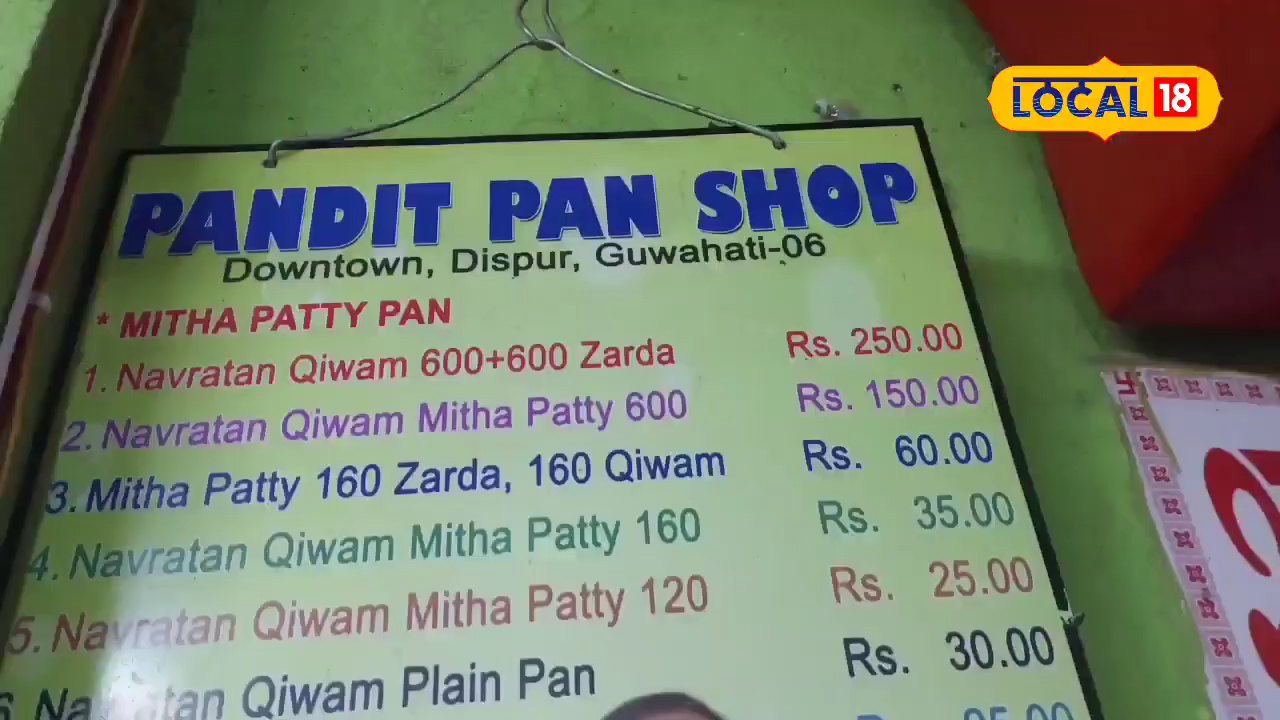 LOCAL 18
PANDIT PAN SHOP
Downtown, Dispur, Guwahati-06
* MITHA PATTY PAN
1. Navratan Qiwam 600+600 Zarda Rs. 250.00
2. Navratan Qiwam Mitha Patty 600 Rs. 150.00
3. Mitha Patty 160 Zarda, 160 Qiwam Rs. 60.00
4. Navratan Qiwam Mitha Patty 160 Rs. 35.00
5. Navratan Qiwam Mitha Patty 120 Rs. 25.00
6 Navratan Qiwam Plain Pan Rs. 30.00